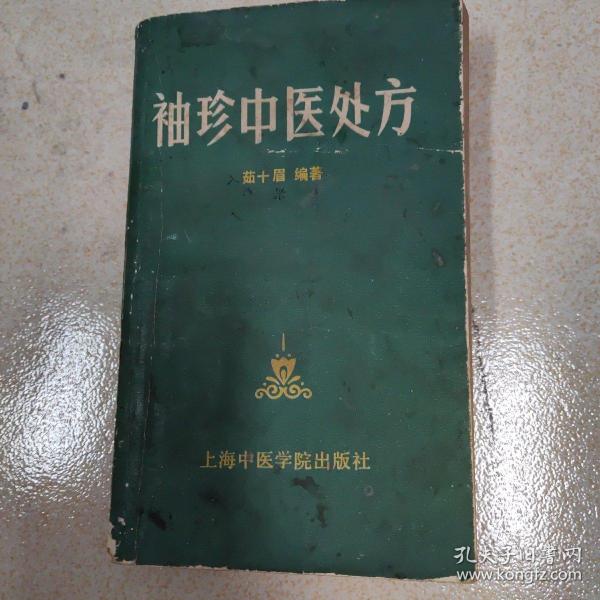 袖珍中医处方
茹十眉 编著
上海中医学院出版社
孔夫子旧书网
www.kongfz.com